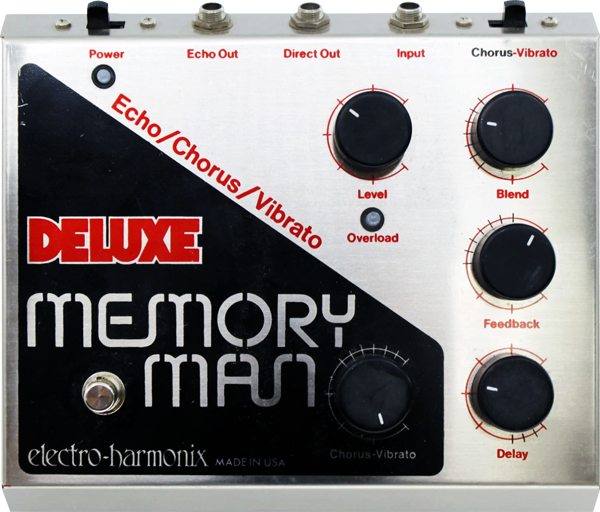 Power
Echo Out
Direct Out
Input
Chorus-Vibrato
Echo/Chorus/Vibrato
Level
Blend
Overload
DELUXE
MEMORY
MAN
Feedback
Delay
Chorus-Vibrato
electro-harmonix MADE IN USA